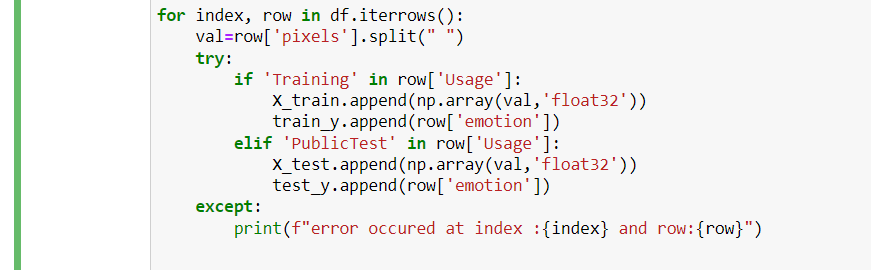 for index, row in df.iterrows():
    val=row['pixels'].split(" ")
    try:
        if 'Training' in row['Usage']:
            X_train.append(np.array(val,'float32'))
            train_y.append(row['emotion'])
        elif 'PublicTest' in row['Usage']:
            X_test.append(np.array(val,'float32'))
            test_y.append(row['emotion'])
    except:
        print(f"error occured at index :{index} and row:{row}")